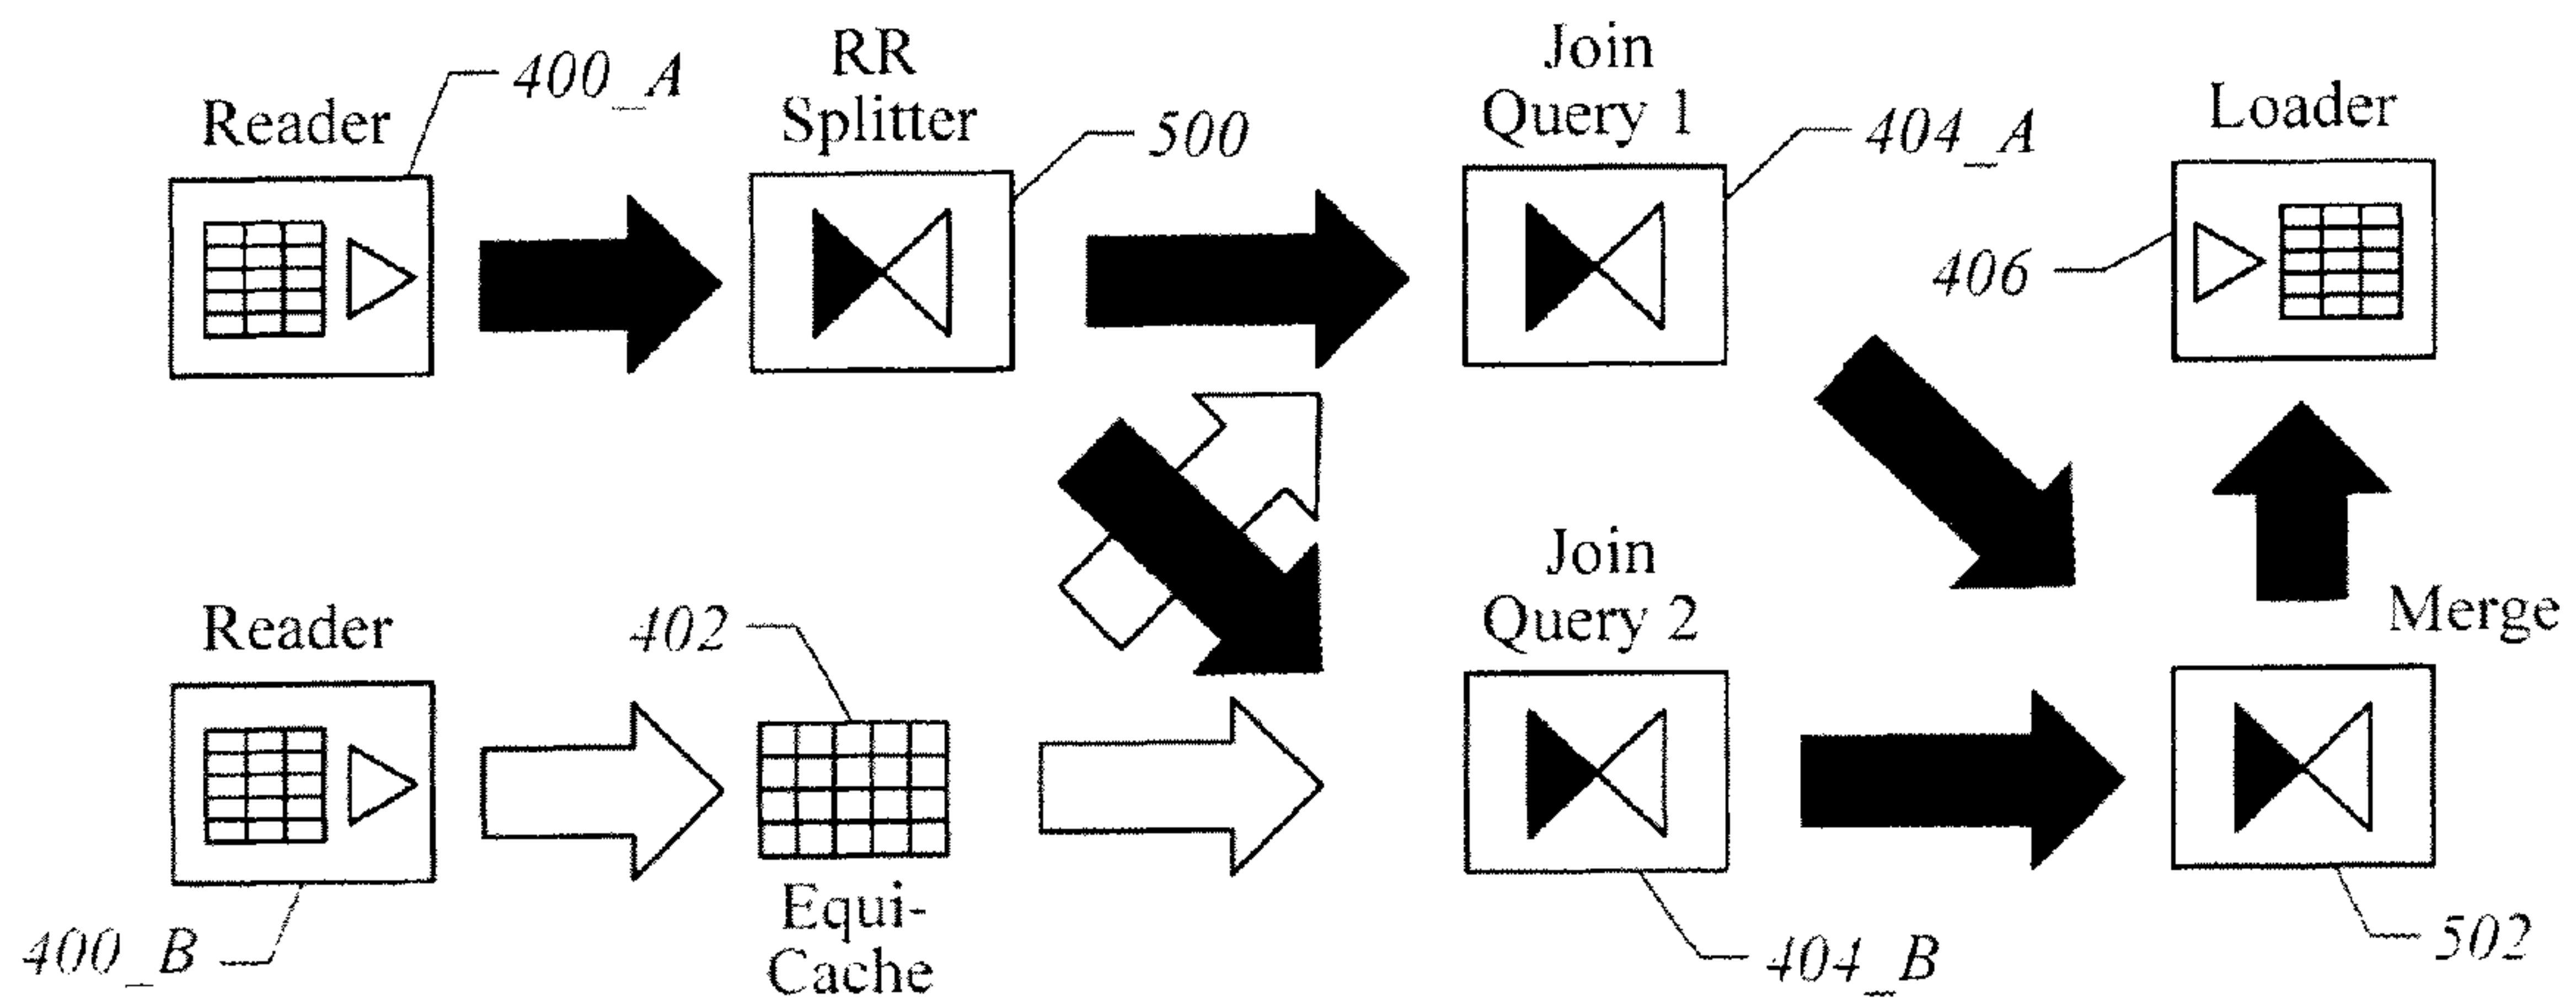 Reader
400_A
RR
Splitter
500
Join
Query 1
404_A
Loader
406
Reader
402
Equi-
Cache
400_B
Join
Query 2
404_B
Merge
502